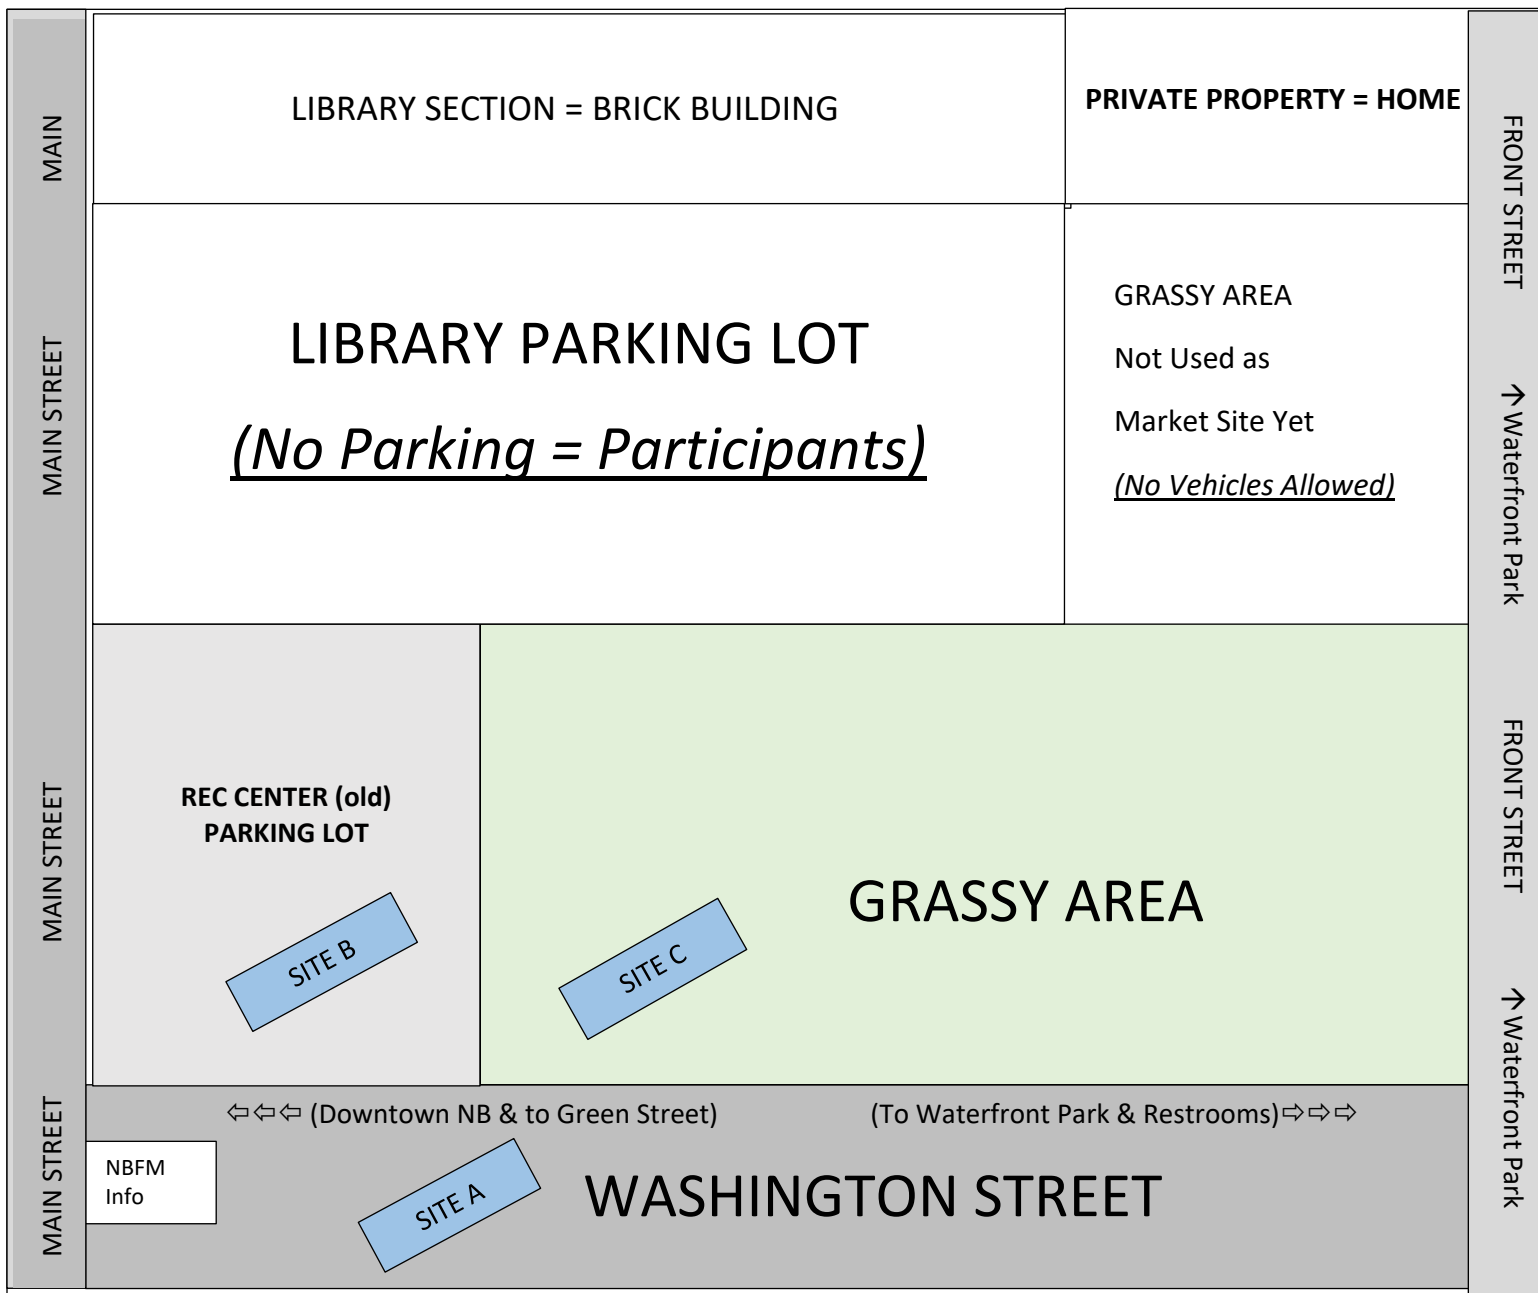 MAIN
LIBRARY SECTION = BRICK BUILDING
PRIVATE PROPERTY = HOME
FRONT STREET
MAIN STREET
LIBRARY PARKING LOT
(No Parking = Participants)
GRASSY AREA
Not Used as
Market Site Yet
(No Vehicles Allowed)
↑ Waterfront Park
MAIN STREET
REC CENTER (old)
PARKING LOT
SITE B
SITE C
GRASSY AREA
FRONT STREET
↑ Waterfront Park
MAIN STREET
⇦⇦⇦ (Downtown NB & to Green Street)
(To Waterfront Park & Restrooms)⇨⇨⇨
NBFM
Info
SITE A
WASHINGTON STREET